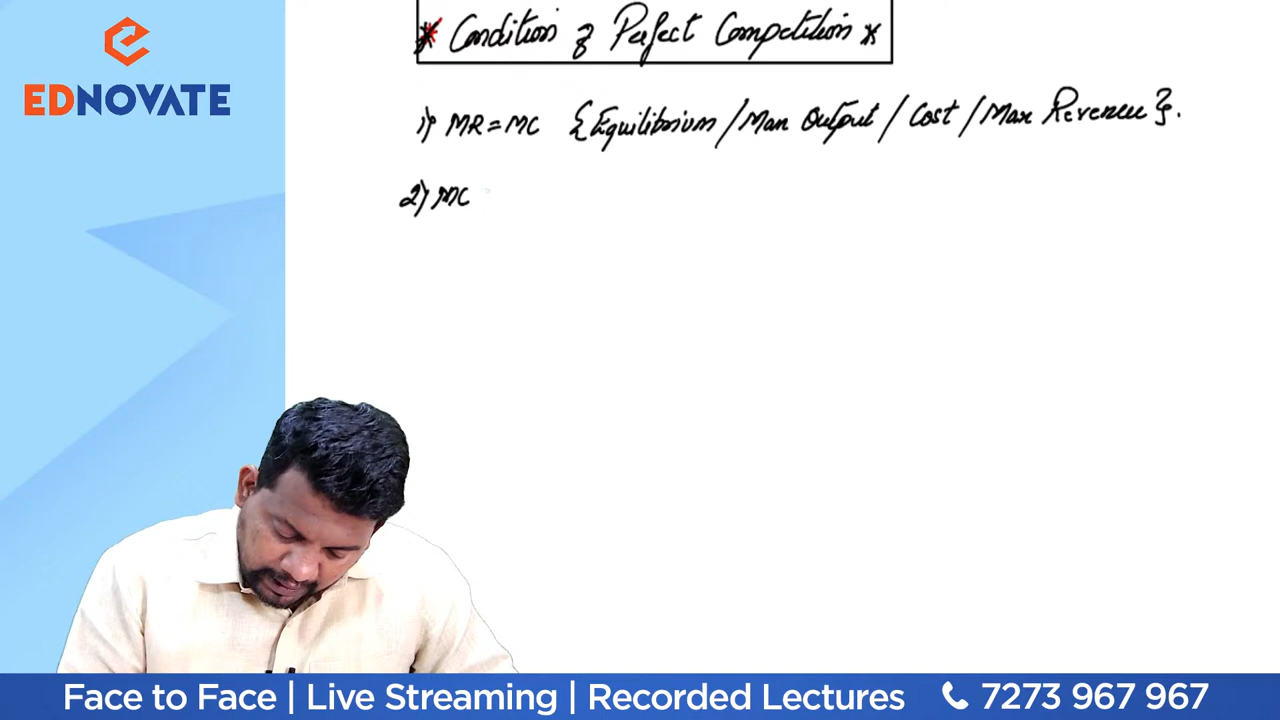 EDNOVATE
* Condition of Perfect Competition *
1) MR = MC {Equilibrium / Max Output / Cost / Max Revenue}.
2) MC
Face to Face | Live Streaming | Recorded Lectures 7273 967 967